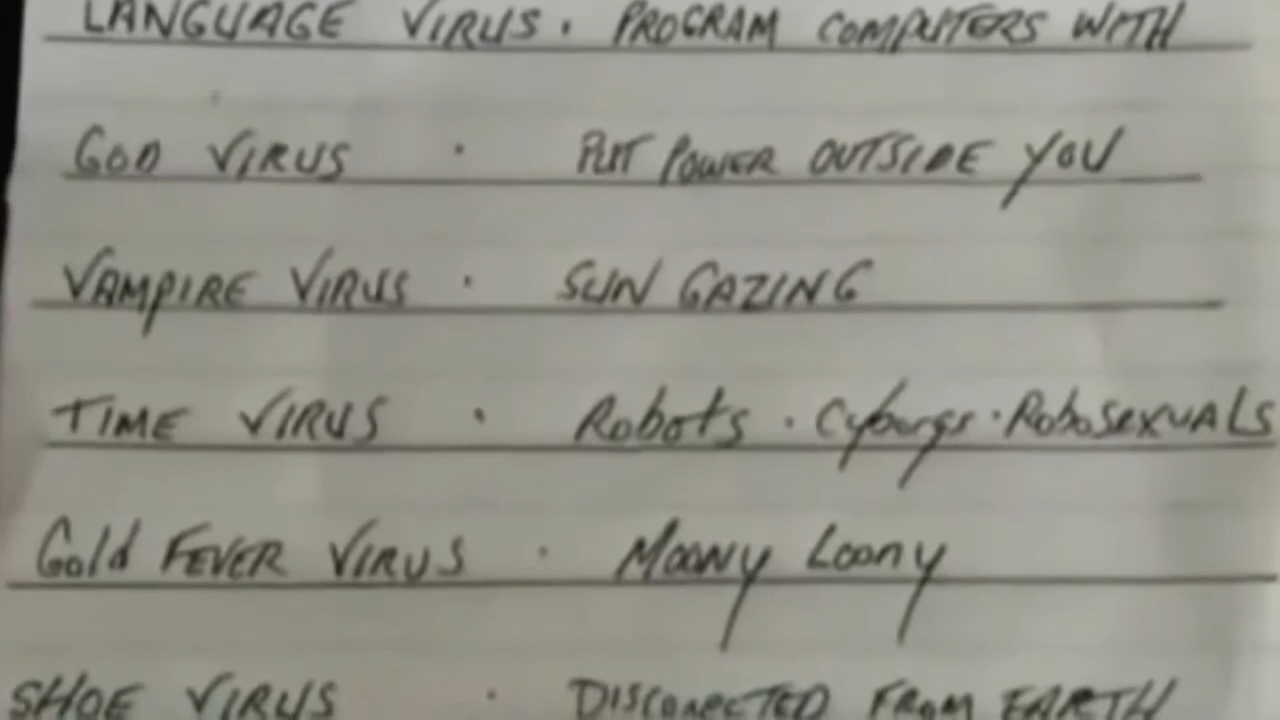 LANGUAGE VIRUS. PROGRAM COMPUTERS WITH
GOD VIRUS · PUT POWER OUTSIDE YOU
VAMPIRE VIRUS · SUN GAZING
TIME VIRUS · Robots · Cyborgs · RoboSEXUALS
Gold FEVER VIRUS · Moony Loony
SHOE VIRUS · DISCONECTED FROM EARTH